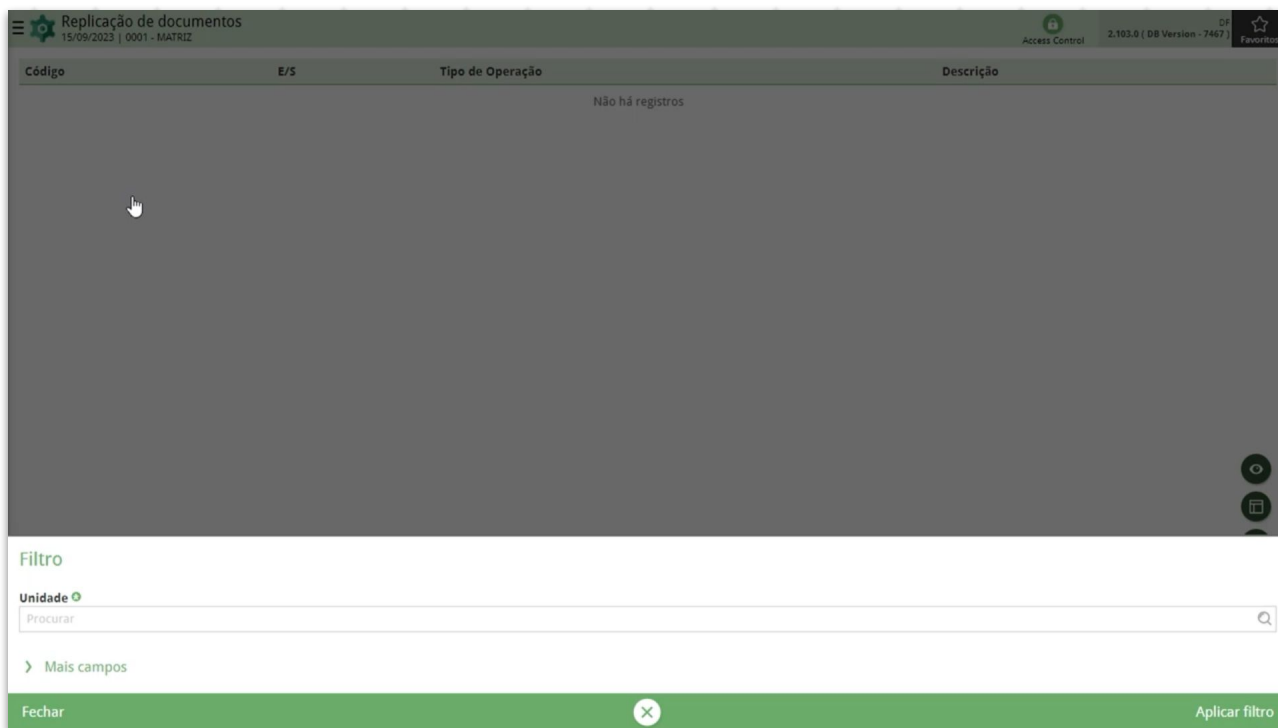 Replicação de documentos
15/09/2023 | 0001 - MATRIZ
Access Control
DF
2.103.0 ( DB Version - 7467 )
Favoritos
Código E/S Tipo de Operação Descrição
Não há registros
Filtro
Unidade
Procurar
Mais campos
Fechar
Aplicar filtro